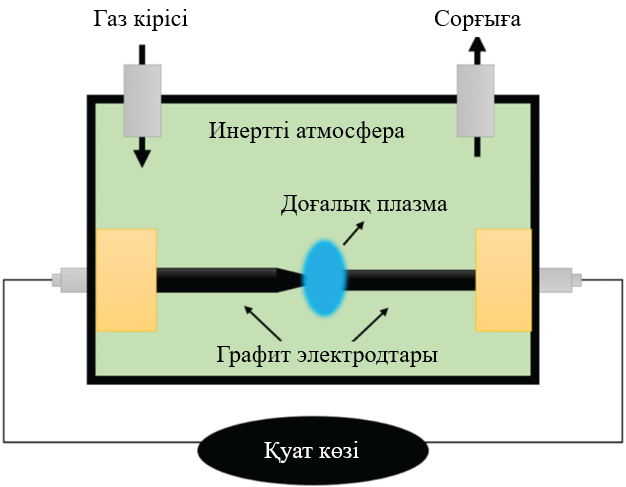 Газ кірісі
Сорғыға
Инертті атмосфера
Доғалық плазма
Графит электродтары
Қуат көзі